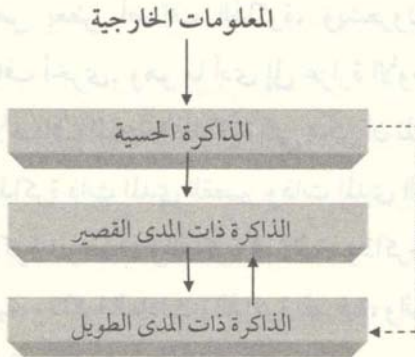 المعلومات الخارجية
الذاكرة الحسية
الذاكرة ذات المدى القصير
الذاكرة ذات المدى الطويل